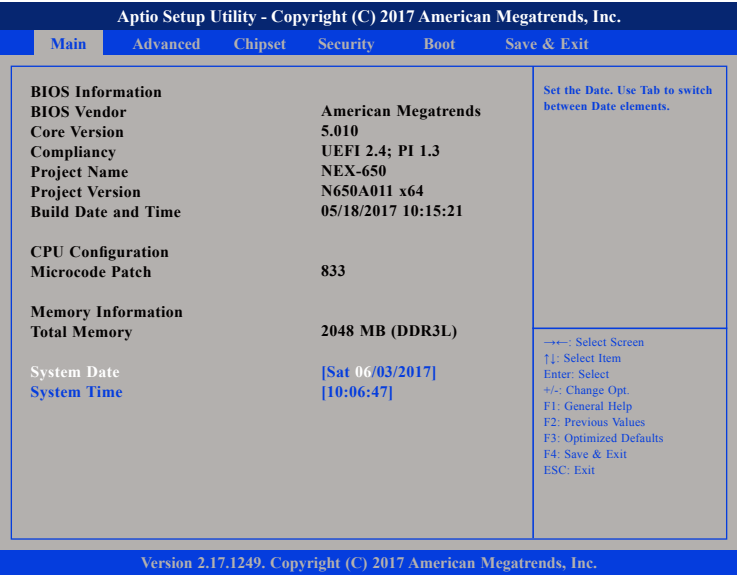 Aptio Setup Utility - Copyright (C) 2017 American Megatrends, Inc.
Main Advanced Chipset Security Boot Save & Exit
BIOS Information
BIOS Vendor American Megatrends
Core Version 5.010
Compliancy UEFI 2.4; PI 1.3
Project Name NEX-650
Project Version N650A011 x64
Build Date and Time 05/18/2017 10:15:21
CPU Configuration
Microcode Patch 833
Memory Information
Total Memory 2048 MB (DDR3L)
System Date [Sat 06/03/2017]
System Time [10:06:47]
Set the Date. Use Tab to switch
between Date elements.
→←: Select Screen
↑↓: Select Item
Enter: Select
+/-: Change Opt.
F1: General Help
F2: Previous Values
F3: Optimized Defaults
F4: Save & Exit
ESC: Exit
Version 2.17.1249. Copyright (C) 2017 American Megatrends, Inc.